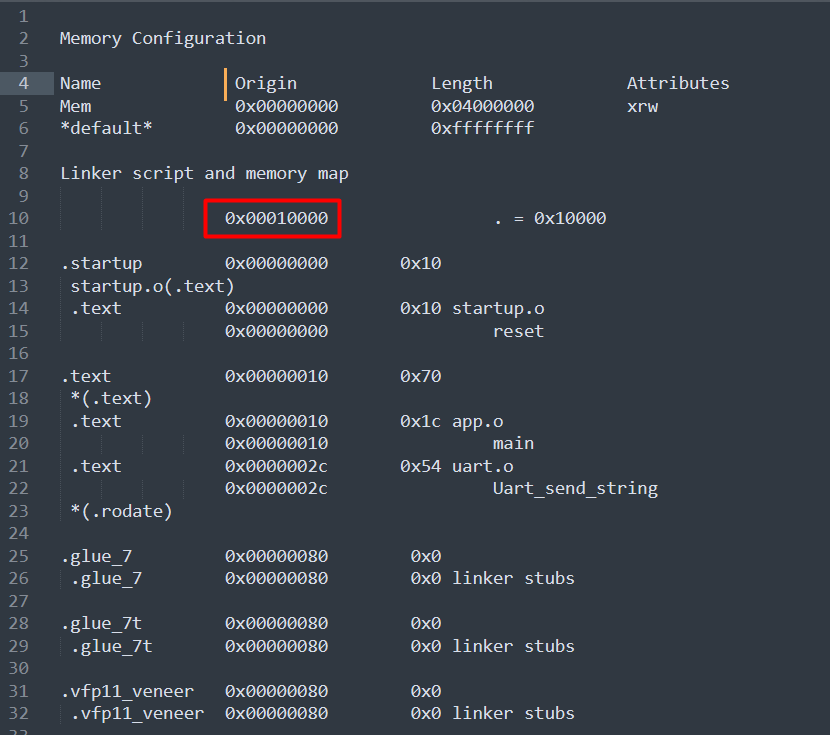 1
2 Memory Configuration
3
4 Name Origin Length Attributes
5 Mem 0x00000000 0x04000000 xrw
6 *default* 0x00000000 0xffffffff
7
8 Linker script and memory map
9
10 0x00010000 . = 0x10000
11
12 .startup 0x00000000 0x10
13 startup.o(.text)
14 .text 0x00000000 0x10 startup.o
15 0x00000000 reset
16
17 .text 0x00000010 0x70
18 *(.text)
19 .text 0x00000010 0x1c app.o
20 0x00000010 main
21 .text 0x0000002c 0x54 uart.o
22 0x0000002c Uart_send_string
23 *(.rodate)
24
25 .glue_7 0x00000080 0x0
26 .glue_7 0x00000080 0x0 linker stubs
27
28 .glue_7t 0x00000080 0x0
29 .glue_7t 0x00000080 0x0 linker stubs
30
31 .vfp11_veneer 0x00000080 0x0
32 .vfp11_veneer 0x00000080 0x0 linker stubs